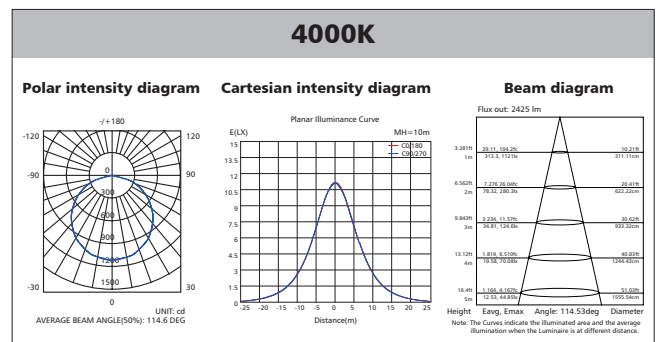 4000K
Polar intensity diagram
Cartesian intensity diagram
Beam diagram
-/+180
-120
120
-90
90
0
300
600
900
1200
1500
-30
30
0
UNIT: cd
AVERAGE BEAM ANGLE(50%): 114.6 DEG
Planar Illuminance Curve
E(LX)
MH=10m
C0/180
C90/270
15
13.5
12
10.5
9
7.5
6
4.5
3
1.5
0
-25 -20 -15 -10 -5 0 5 10 15 20 25
Distance(m)
Flux out: 2425 lm
3.281ft 29.11, 104.2fc 10.21ft
1m 313.3, 1121lx 311.11cm
6.562ft 7.276 26.04fc 20.41ft
2m 78.32, 280.3lx 622.22cm
9.843ft 3.234, 11.57fc 30.62ft
3m 34.81, 124.6lx 933.32cm
13.12ft 1.819, 6.510fc 40.83ft
4m 19.58, 70.08lx 1244.43cm
16.4ft 1.164, 4.167fc 51.03ft
5m 12.53, 44.85lx 1555.54cm
Height Eavg, Emax Angle: 114.53deg Diameter
Note: The Curves indicate the illuminated area and the average
illumination when the Luminaire is at different distance.